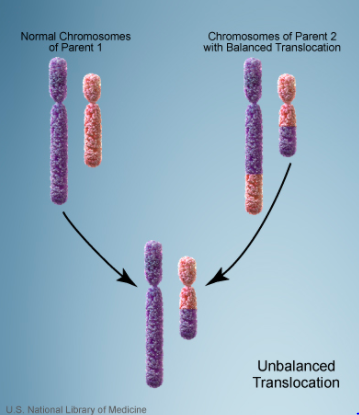 Normal Chromosomes
of Parent 1
Chromosomes of Parent 2
with Balanced Translocation
Unbalanced
Translocation
U.S. National Library of Medicine